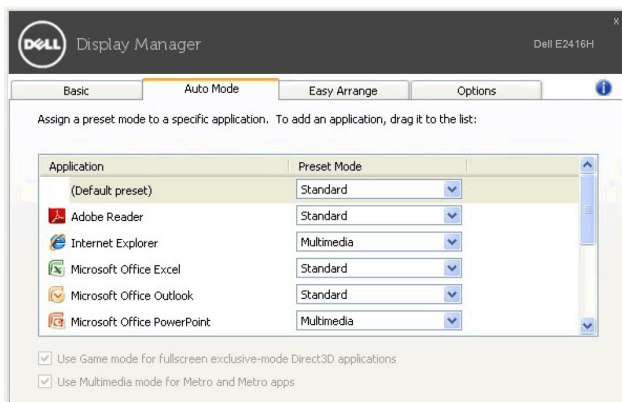 x
DELL Display Manager Dell E2416H
Basic Auto Mode Easy Arrange Options i
Assign a preset mode to a specific application. To add an application, drag it to the list:
Application Preset Mode
(Default preset) Standard
Adobe Reader Standard
Internet Explorer Multimedia
Microsoft Office Excel Standard
Microsoft Office Outlook Standard
Microsoft Office PowerPoint Multimedia
Use Game mode for fullscreen exclusive-mode Direct3D applications
Use Multimedia mode for Metro and Metro apps